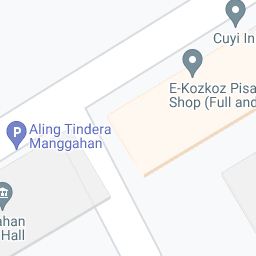 Cuyi In
E-Kozkoz Pisa
Shop (Full and
P
Aling Tindera
Manggahan
ahan
Hall